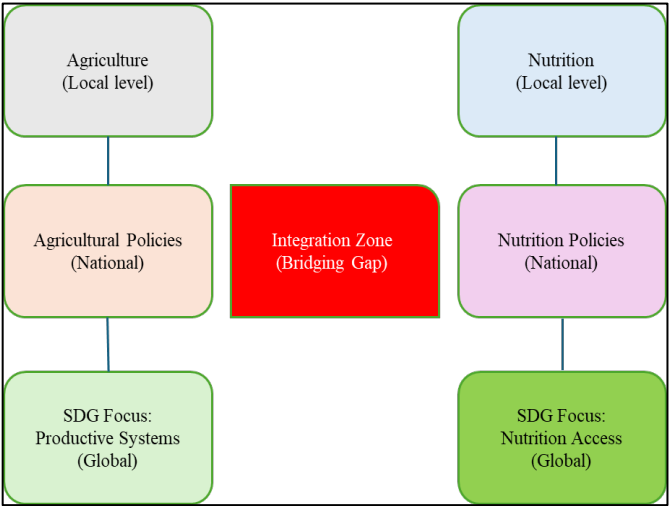 Agriculture
(Local level)
Nutrition
(Local level)
Agricultural Policies
(National)
Integration Zone
(Bridging Gap)
Nutrition Policies
(National)
SDG Focus:
Productive Systems
(Global)
SDG Focus:
Nutrition Access
(Global)